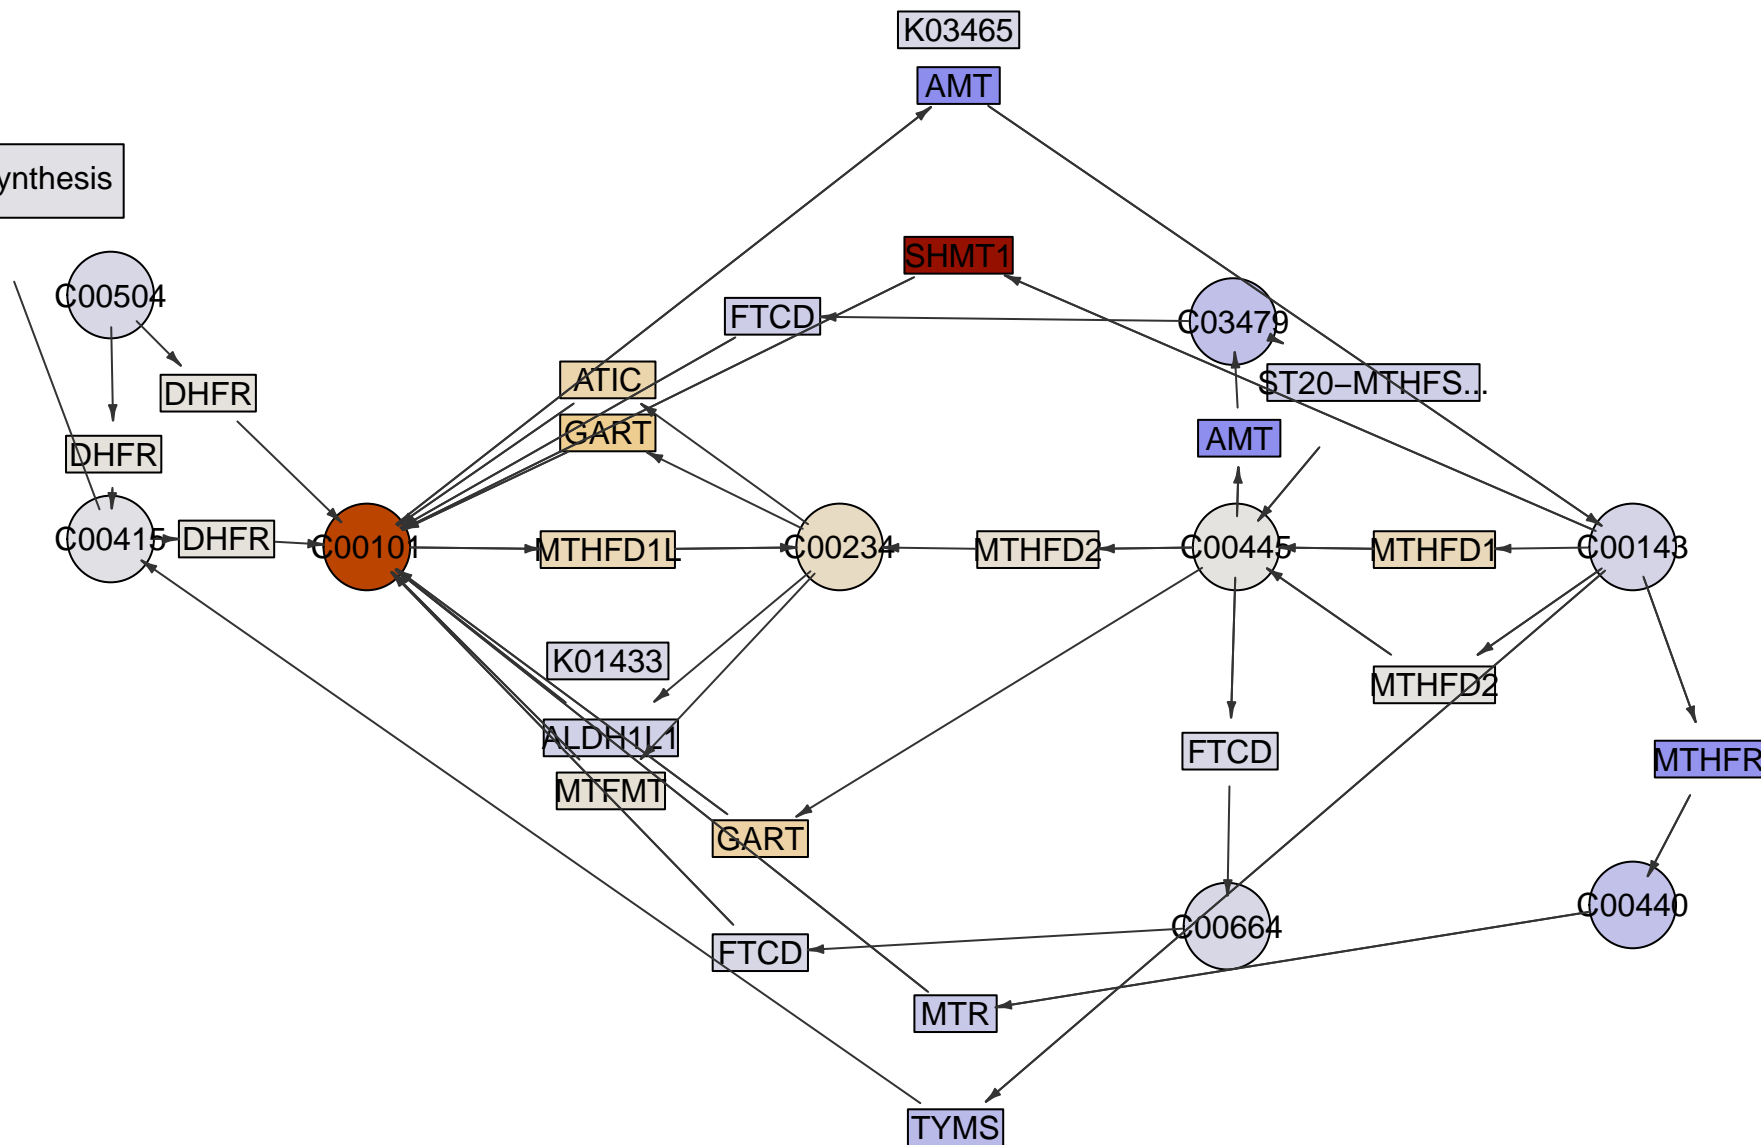 K03465
AMT
ynthesis
SHMT1
C00504
FTCD
C03479
ATIC
ST20−MTHFS...
DHFR
GART
AMT
DHFR
C00415
DHFR
C00101
MTHFD1L
C00234
MTHFD2
C00445
MTHFD1
C00143
K01433
MTHFD2
ALDH1L1
FTCD
MTHFR
MTFMT
GART
C00440
C00664
FTCD
MTR
TYMS